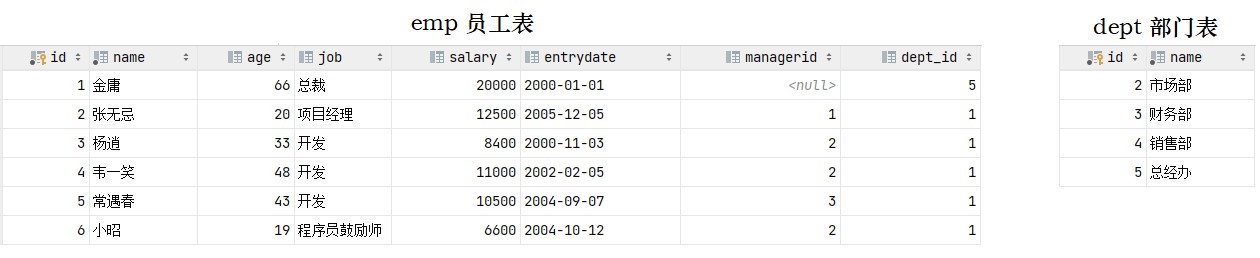 emp 员工表
id name age job salary entrydate managerid dept_id
1 金庸 66 总裁 20000 2000-01-01 <null> 5
2 张无忌 20 项目经理 12500 2005-12-05 1 1
3 杨逍 33 开发 8400 2000-11-03 2 1
4 韦一笑 48 开发 11000 2002-02-05 2 1
5 常遇春 43 开发 10500 2004-09-07 3 1
6 小昭 19 程序员鼓励师 6600 2004-10-12 2 1
dept 部门表
id name
2 市场部
3 财务部
4 销售部
5 总经办